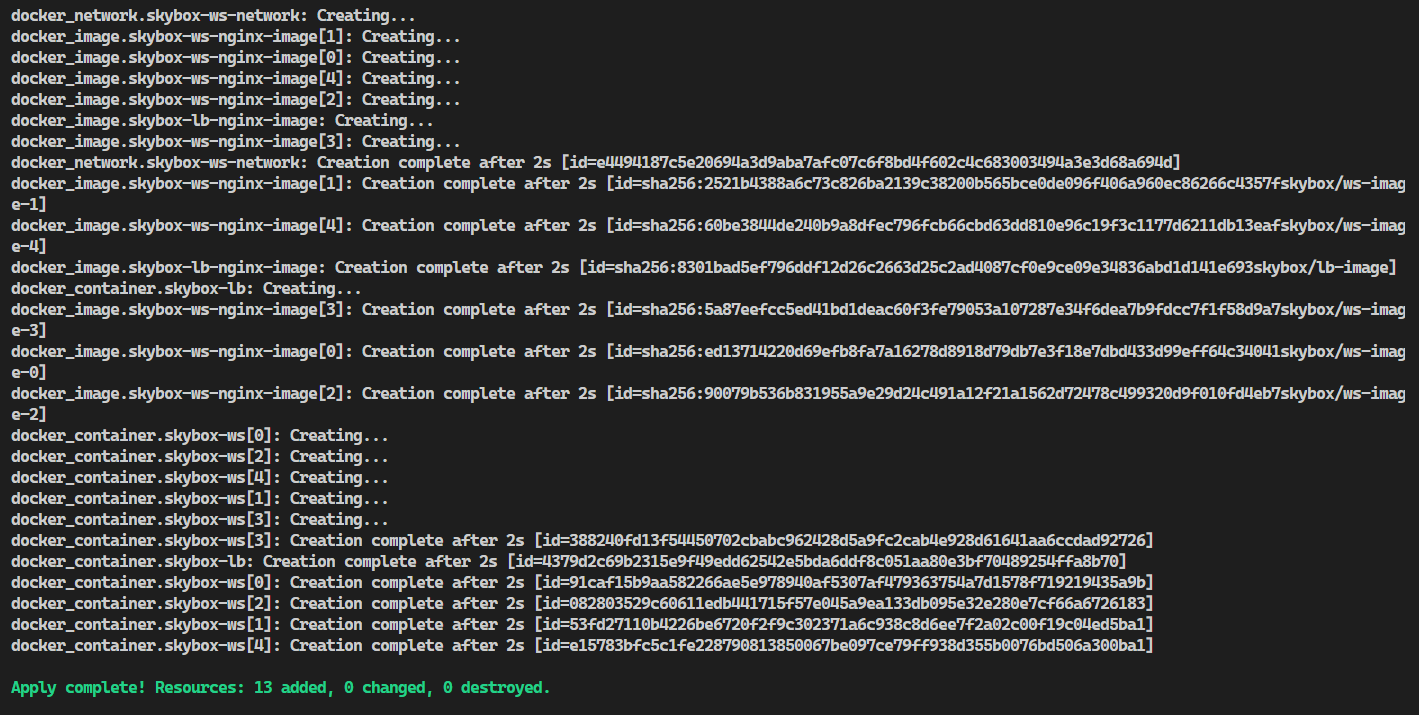 docker_network.skybox-ws-network: Creating...
docker_image.skybox-ws-nginx-image[1]: Creating...
docker_image.skybox-ws-nginx-image[0]: Creating...
docker_image.skybox-ws-nginx-image[4]: Creating...
docker_image.skybox-ws-nginx-image[2]: Creating...
docker_image.skybox-lb-nginx-image: Creating...
docker_image.skybox-ws-nginx-image[3]: Creating...
docker_network.skybox-ws-network: Creation complete after 2s [id=e4494187c5e20694a3d9aba7afc07c6f8bd4f602c4c683003494a3e3d68a694d]
docker_image.skybox-ws-nginx-image[1]: Creation complete after 2s [id=sha256:2521b4388a6c73c826ba2139c38200b565bce0de096f406a960ec86266c4357fskybox/ws-imag
e-1]
docker_image.skybox-ws-nginx-image[4]: Creation complete after 2s [id=sha256:60be3844de240b9a8dfec796fcb66cbd63dd810e96c19f3c1177d6211db13eafskybox/ws-imag
e-4]
docker_image.skybox-lb-nginx-image: Creation complete after 2s [id=sha256:8301bad5ef796ddf12d26c2663d25c2ad4087cf0e9ce09e34836abd1d141e693skybox/lb-image]
docker_container.skybox-lb: Creating...
docker_image.skybox-ws-nginx-image[3]: Creation complete after 2s [id=sha256:5a87eefcc5ed41bd1deac60f3fe79053a107287e34f6dea7b9fdcc7f1f58d9a7skybox/ws-imag
e-3]
docker_image.skybox-ws-nginx-image[0]: Creation complete after 2s [id=sha256:ed13714220d69efb8fa7a16278d8918d79db7e3f18e7dbd433d99eff64c34041skybox/ws-imag
e-0]
docker_image.skybox-ws-nginx-image[2]: Creation complete after 2s [id=sha256:90079b536b831955a9e29d24c491a12f21a1562d72478c499320d9f010fd4eb7skybox/ws-imag
e-2]
docker_container.skybox-ws[0]: Creating...
docker_container.skybox-ws[2]: Creating...
docker_container.skybox-ws[4]: Creating...
docker_container.skybox-ws[1]: Creating...
docker_container.skybox-ws[3]: Creating...
docker_container.skybox-ws[3]: Creation complete after 2s [id=388240fd13f54450702cbabc962428d5a9fc2cab4e928d61641aa6ccdad92726]
docker_container.skybox-lb: Creation complete after 2s [id=4379d2c69b2315e9f49edd62542e5bda6ddf8c051aa80e3bf70489254ffa8b70]
docker_container.skybox-ws[0]: Creation complete after 2s [id=91caf15b9aa582266ae5e978940af5307af479363754a7d1578f719219435a9b]
docker_container.skybox-ws[2]: Creation complete after 2s [id=082803529c60611edb441715f57e045a9ea133db095e32e280e7cf66a6726183]
docker_container.skybox-ws[1]: Creation complete after 2s [id=53fd27110b4226be6720f2f9c302371a6c938c8d6ee7f2a02c00f19c04ed5ba1]
docker_container.skybox-ws[4]: Creation complete after 2s [id=e15783bfc5c1fe228790813850067be097ce79ff938d355b0076bd506a300ba1]
Apply complete! Resources: 13 added, 0 changed, 0 destroyed.